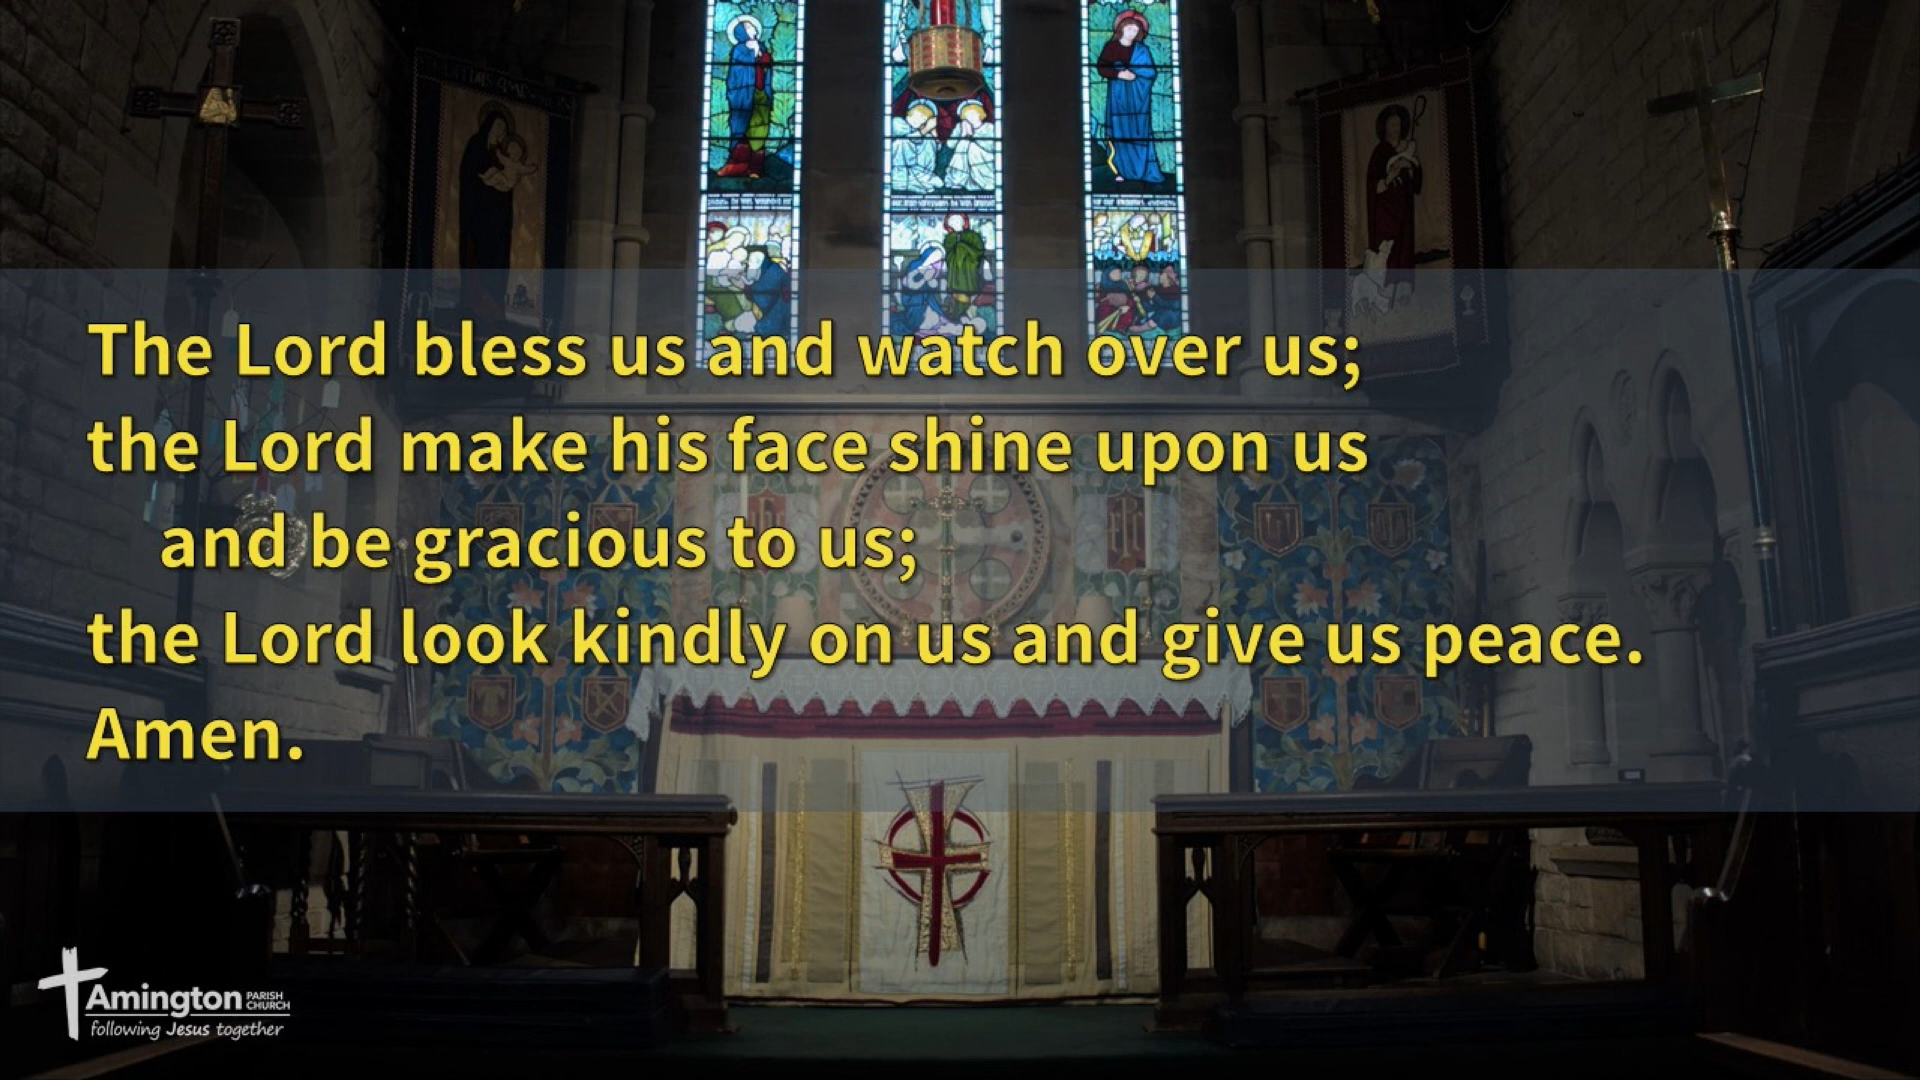 The Lord bless us and watch over us;
the Lord make his face shine upon us
and be gracious to us;
the Lord look kindly on us and give us peace.
Amen.
Amington PARISH CHURCH
following Jesus together